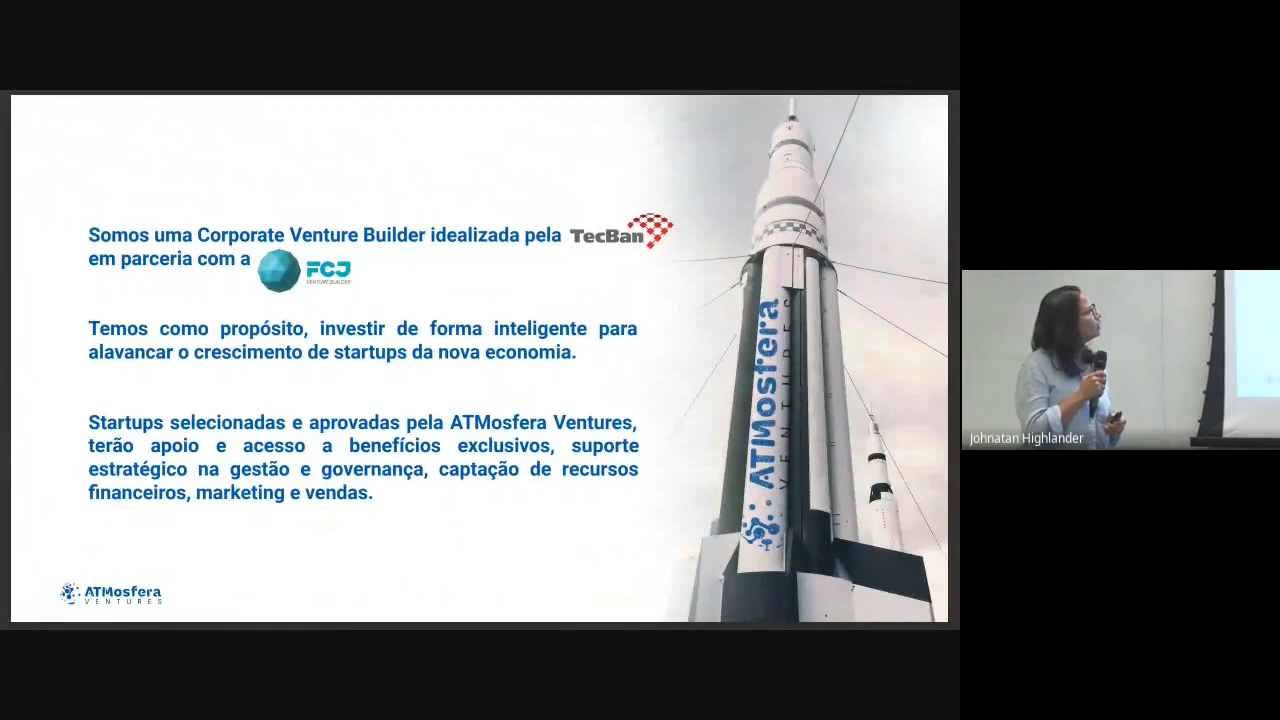 Somos uma Corporate Venture Builder idealizada pela TecBan
em parceria com a FCJ
VENTURE BUILDER
Temos como propósito, investir de forma inteligente para
alavancar o crescimento de startups da nova economia.
Startups selecionadas e aprovadas pela ATMosfera Ventures,
terão apoio e acesso a benefícios exclusivos, suporte
estratégico na gestão e governança, captação de recursos
financeiros, marketing e vendas.
ATMosfera
VENTURES
ATMosfera
VENTURES
Johnatan Highlander